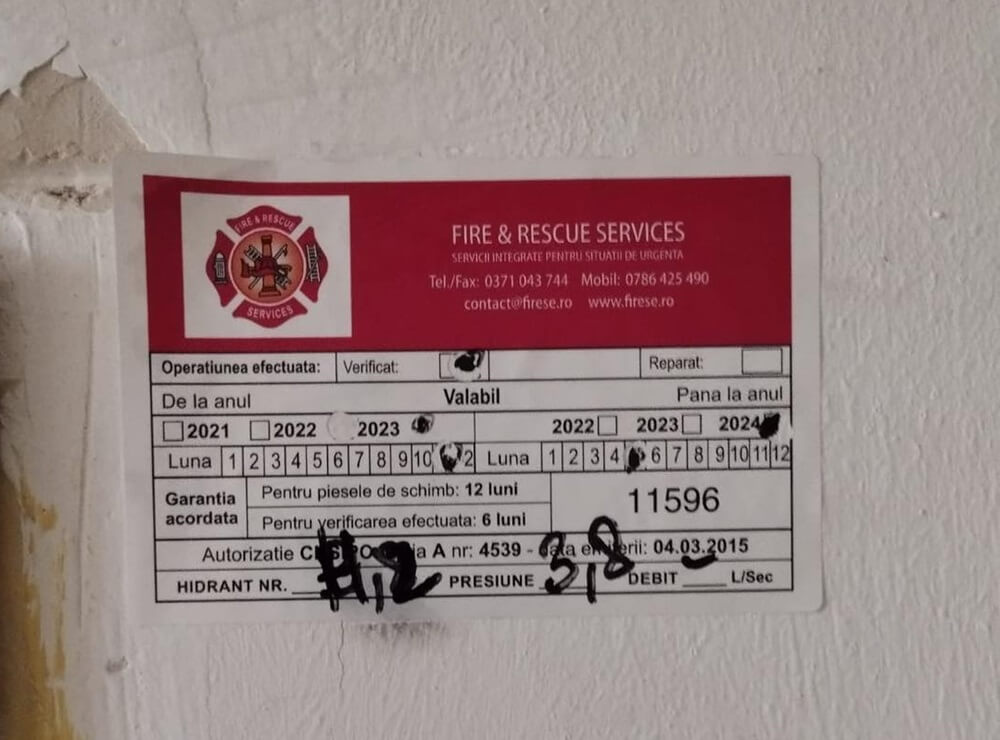 FIRE & RESCUE
SERVICES
FIRE & RESCUE SERVICES
SERVICII INTEGRATE PENTRU SITUATII DE URGENTA
Tel./Fax: 0371 043 744 Mobil: 0786 425 490
contact@firese.ro www.firese.ro
Operatiunea efectuata: Verificat: Reparat:
De la anul Valabil Pana la anul
2021 2022 2023 2022 2023 2024
Luna 1 2 3 4 5 6 7 8 9 10 2 Luna 1 2 3 4 6 7 8 9 10 11 12
Garantia acordata
Pentru piesele de schimb: 12 luni
Pentru verificarea efectuata: 6 luni
11596
Autorizatie A nr: 4539 - 04.03.2015
HIDRANT NR. PRESIUNE 3,8 DEBIT ____ L/Sec